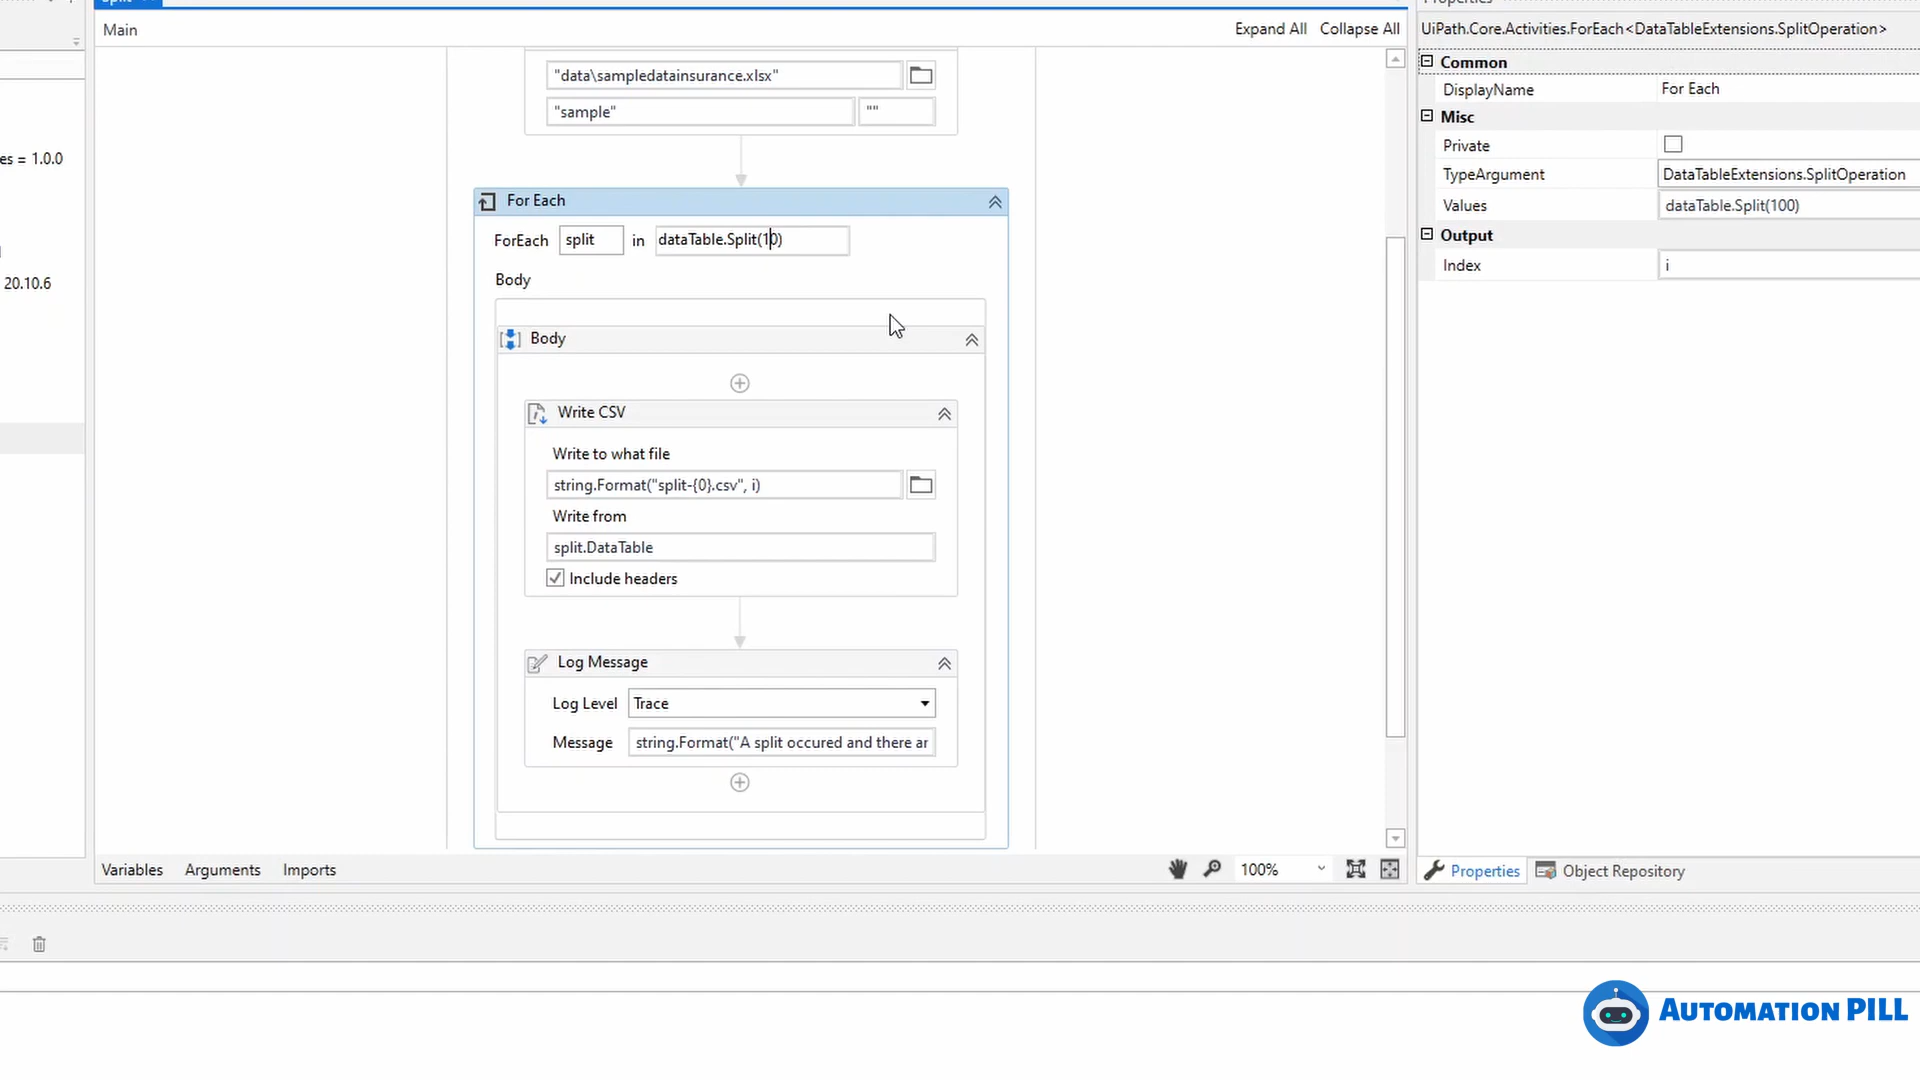 Main
Expand All Collapse All
"data\sampledatainsurance.xlsx"
"sample" ""
For Each
ForEach split in dataTable.Split(10)
Body
Body
Write CSV
Write to what file
string.Format("split-{0}.csv", i)
Write from
split.DataTable
Include headers
Log Message
Log Level Trace
Message string.Format("A split occured and there ar
Variables Arguments Imports
100%
es = 1.0.0
20.10.6
UiPath.Core.Activities.ForEach<DataTableExtensions.SplitOperation>
Common
DisplayName For Each
Misc
Private
TypeArgument DataTableExtensions.SplitOperation
Values dataTable.Split(100)
Output
Index i
Properties Object Repository
AUTOMATION PILL